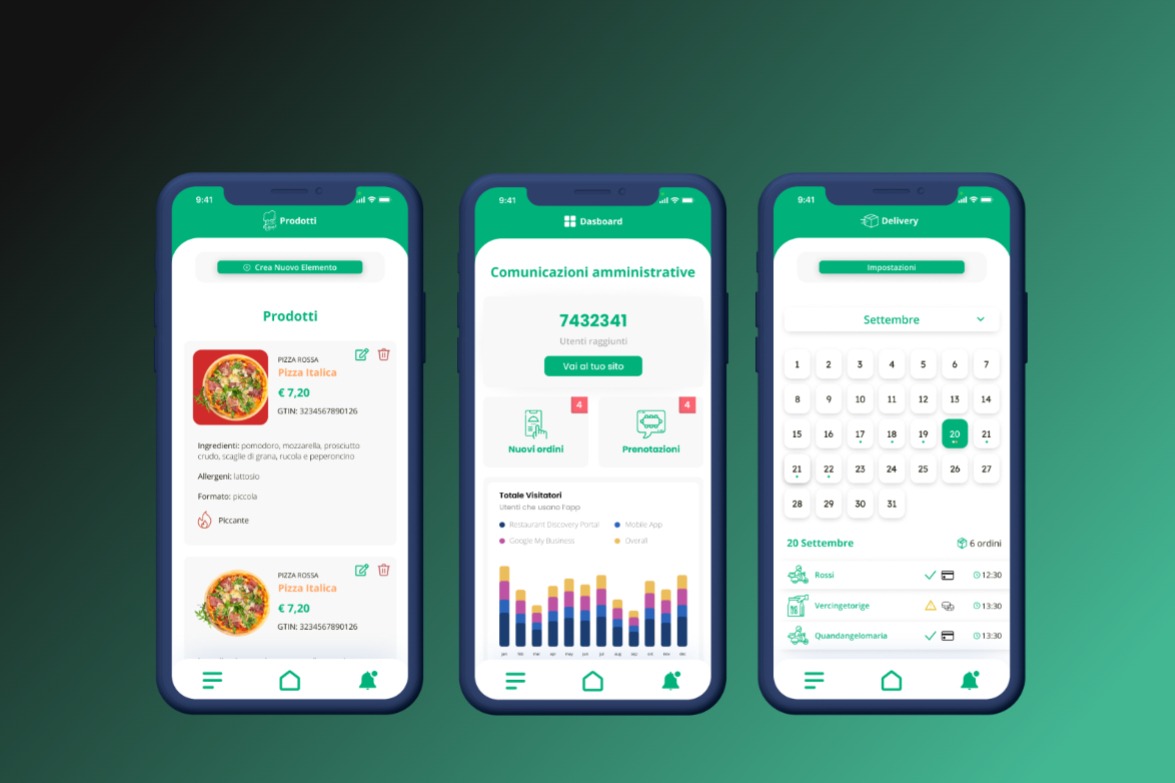 9:41
Prodotti
Crea Nuovo Elemento
Prodotti
PIZZA ROSSA
Pizza Italica
€ 7,20
GTIN: 3234567890126
Ingredienti: pomodoro, mozzarella, prosciutto
crudo, scaglie di grana, rucola e peperoncino
Allergeni: lattosio
Formato: piccola
Piccante
PIZZA ROSSA
Pizza Italica
€ 7,20
GTIN: 3234567890126
9:41
Dasboard
Comunicazioni amministrative
7432341
Utenti raggiunti
Vai al tuo sito
4
Nuovi ordini
4
Prenotazioni
Totale Visitatori
Utenti che usano l'app
Restaurant Discovery Portal
Mobile App
Google My Business
Overall
9:41
Delivery
Impostazioni
Settembre
1 2 3 4 5 6 7
8 9 10 11 12 13 14
15 16 17 18 19 20 21
21 22 23 24 25 26 27
28 29 30 31
20 Settembre 6 ordini
Rossi 12:30
Vercingetorige 13:30
Quandangelomaria 13:30